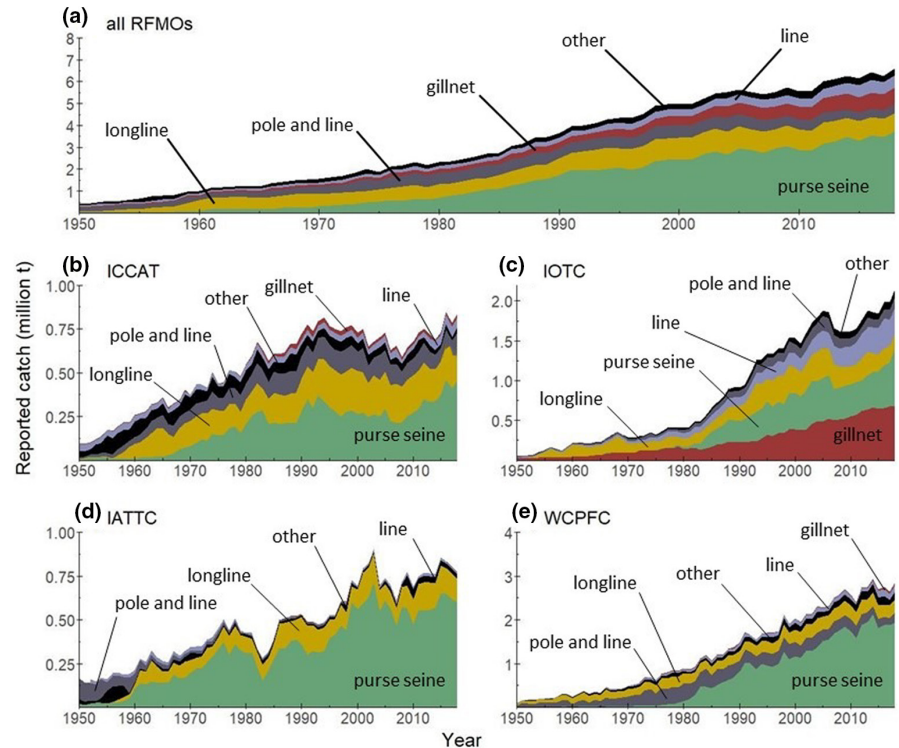 (a) all RFMOs
8
7
6
5
4
3
2
1
longline
pole and line
gillnet
other
line
purse seine
1950 1960 1970 1980 1990 2000 2010
Reported catch (million t)
(b) ICCAT
1.00
0.75
0.50
0.25
longline
pole and line
other
gillnet
line
purse seine
1950 1960 1970 1980 1990 2000 2010
(c) IOTC
2.0
1.5
1.0
0.5
longline
purse seine
line
pole and line
other
gillnet
1950 1960 1970 1980 1990 2000 2010
(d) IATTC
1.00
0.75
0.50
0.25
pole and line
longline
other
line
purse seine
1950 1960 1970 1980 1990 2000 2010
(e) WCPFC
4
3
2
1
pole and line
longline
other
line
gillnet
purse seine
1950 1960 1970 1980 1990 2000 2010
Year